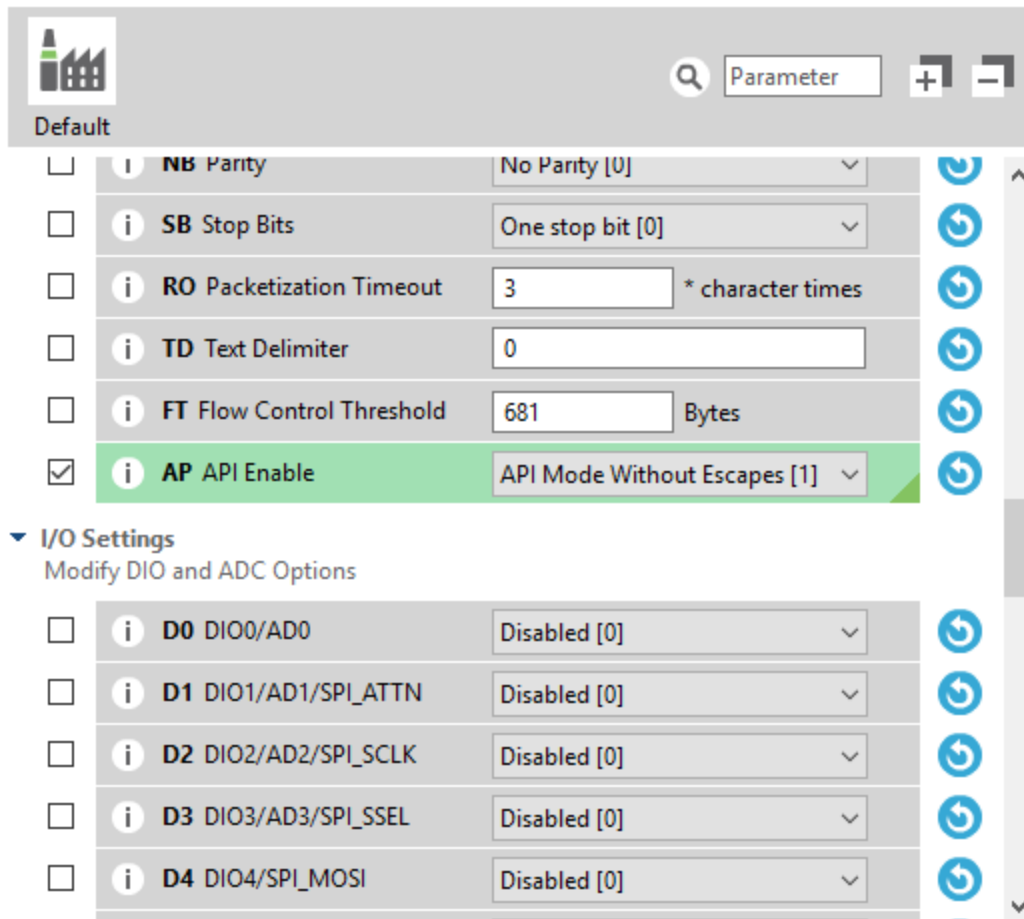 Default
Parameter
NB Parity No Parity [0]
i SB Stop Bits One stop bit [0]
i RO Packetization Timeout 3 * character times
i TD Text Delimiter 0
i FT Flow Control Threshold 681 Bytes
i AP API Enable API Mode Without Escapes [1]
I/O Settings
Modify DIO and ADC Options
i D0 DIO0/AD0 Disabled [0]
i D1 DIO1/AD1/SPI_ATTN Disabled [0]
i D2 DIO2/AD2/SPI_SCLK Disabled [0]
i D3 DIO3/AD3/SPI_SSEL Disabled [0]
i D4 DIO4/SPI_MOSI Disabled [0]